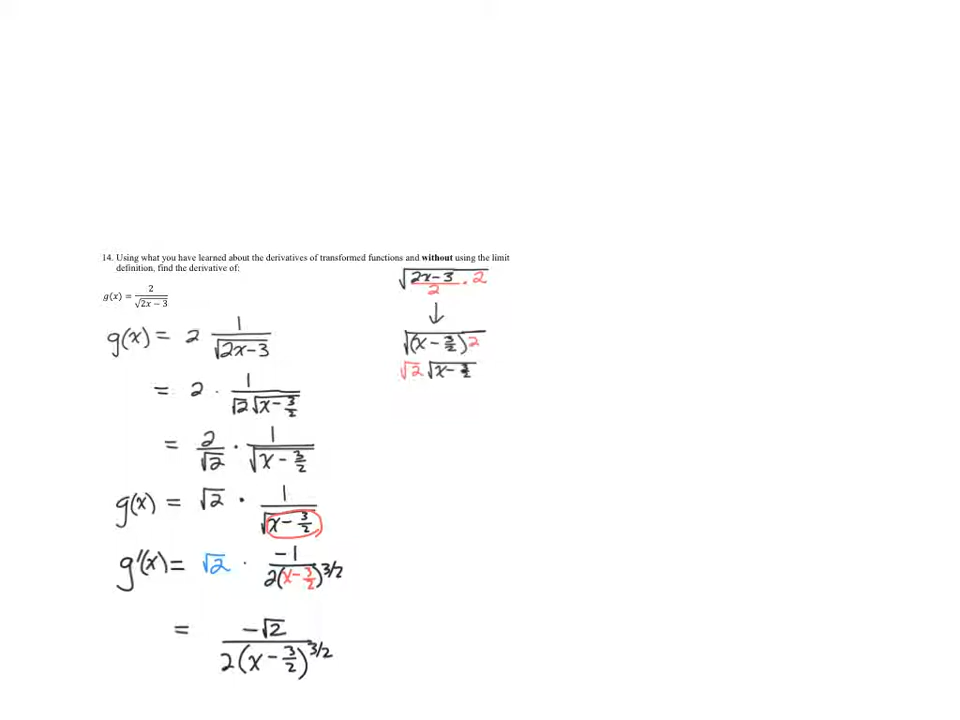 14. Using what you have learned about the derivatives of transformed functions and without using the limit
definition, find the derivative of:
g(x) = 2/√(2x − 3)
g(x) = 2 1/√(2x−3)
= 2 · 1/(√2 √(x − 3/2))
= 2/√2 · 1/√(x − 3/2)
g(x) = √2 · 1/√(x − 3/2)
g'(x) = √2 · −1/(2(x − 3/2)^(3/2))
= −√2/(2(x − 3/2)^(3/2))
√((2x−3)/2 · 2)
↓
√((x − 3/2)2)
√2 √(x − 3/2)